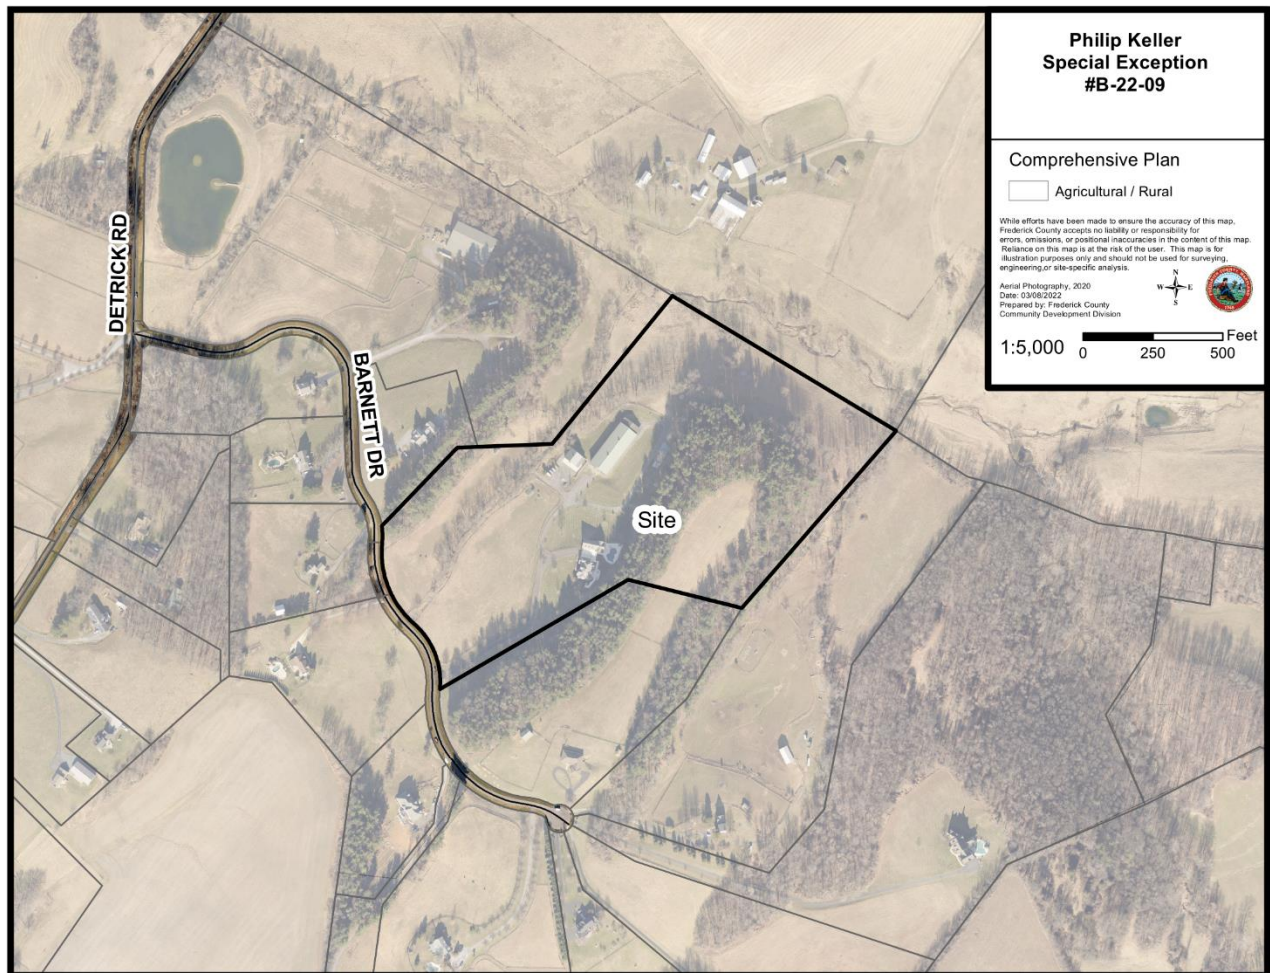 Philip Keller
Special Exception
#B-22-09
Comprehensive Plan
Agricultural / Rural
While efforts have been made to ensure the accuracy of this map,
Frederick County accepts no liability or responsibility for
errors, omissions, or positional inaccuracies in the content of this map.
Reliance on this map is at the risk of the user. This map is for
illustration purposes only and should not be used for surveying,
engineering,or site-specific analysis.
Aerial Photography, 2020
Date: 03/08/2022
Prepared by: Frederick County
Community Development Division
N
W E
S
1:5,000
Feet
0 250 500
DETRICK RD
BARNETT DR
Site